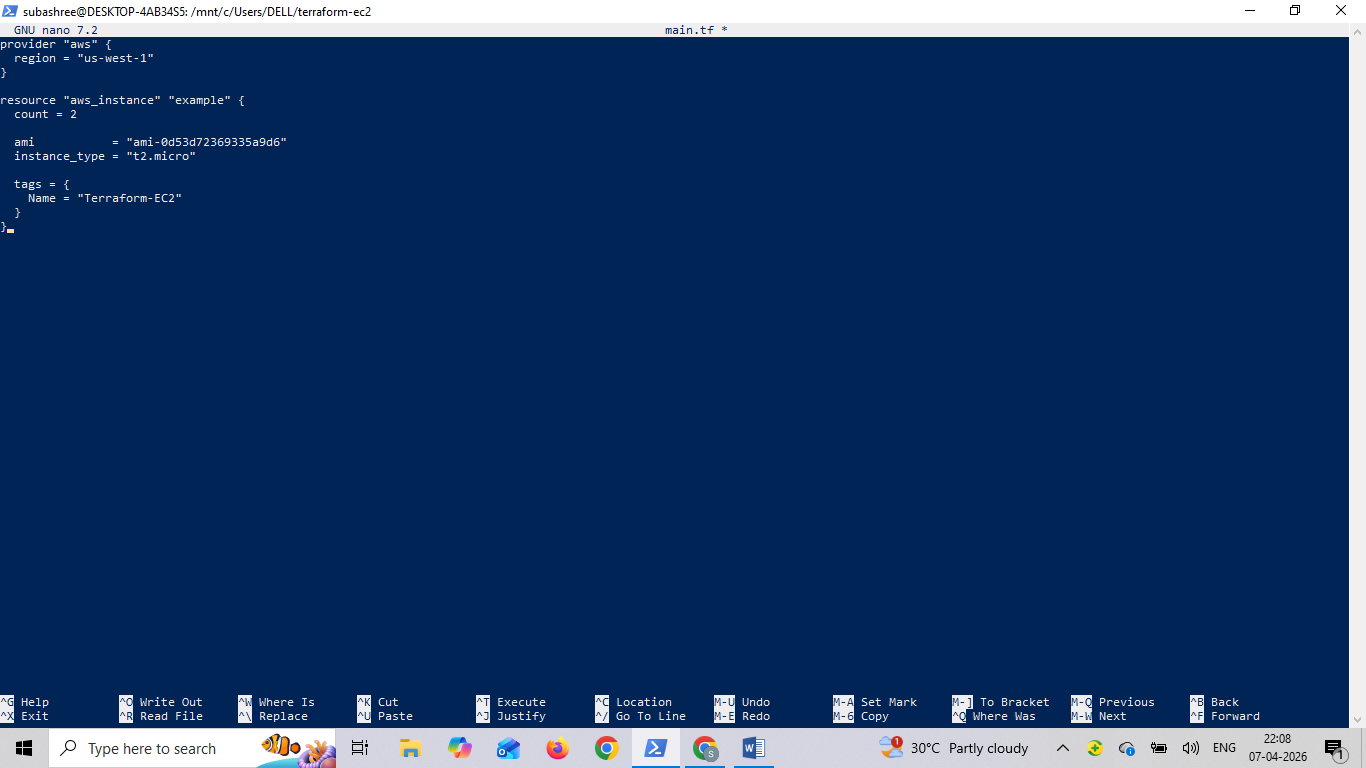 subashree@DESKTOP-4AB34S5: /mnt/c/Users/DELL/terraform-ec2
GNU nano 7.2 main.tf *
provider "aws" {
  region = "us-west-1"
}

resource "aws_instance" "example" {
  count = 2

  ami           = "ami-0d53d72369335a9d6"
  instance_type = "t2.micro"

  tags = {
    Name = "Terraform-EC2"
  }
}
^G Help ^O Write Out ^W Where Is ^K Cut ^T Execute ^C Location M-U Undo M-A Set Mark M-] To Bracket M-Q Previous ^B Back
^X Exit ^R Read File ^\ Replace ^U Paste ^J Justify ^/ Go To Line M-E Redo M-6 Copy ^Q Where Was M-W Next ^F Forward
Type here to search
1
S
W
30°C Partly cloudy
ENG
22:08
07-04-2026
1